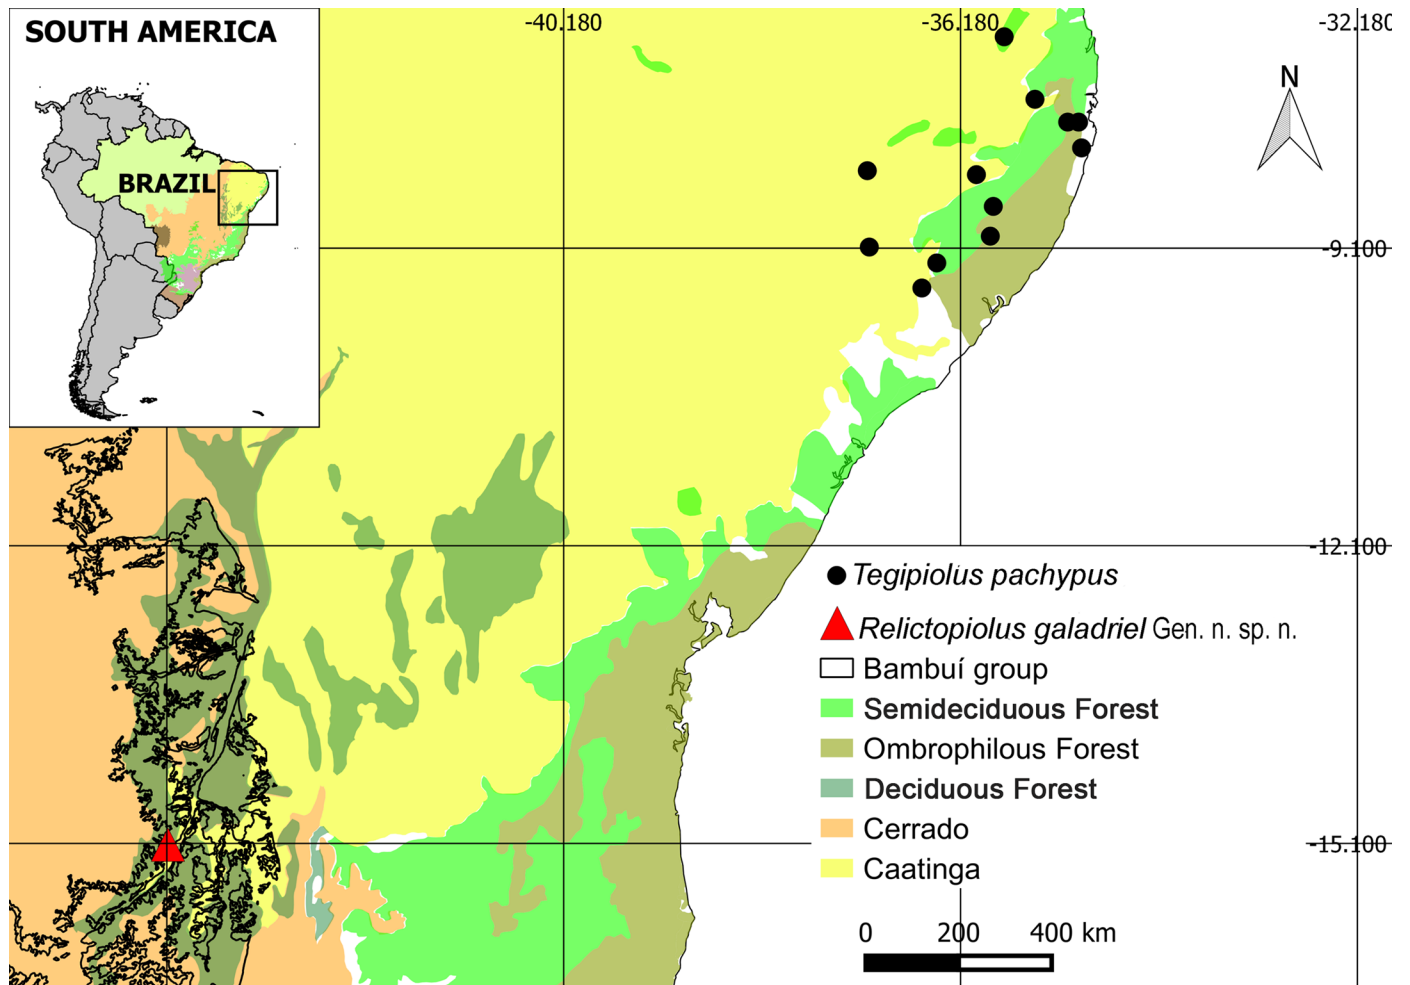 SOUTH AMERICA
BRAZIL
-40.180
-36.180
-32.180
N
-9.100
-12.100
-15.100
Tegipiolus pachypus
Relictopiolus galadriel Gen. n. sp. n.
Bambuí group
Semideciduous Forest
Ombrophilous Forest
Deciduous Forest
Cerrado
Caatinga
0 200 400 km